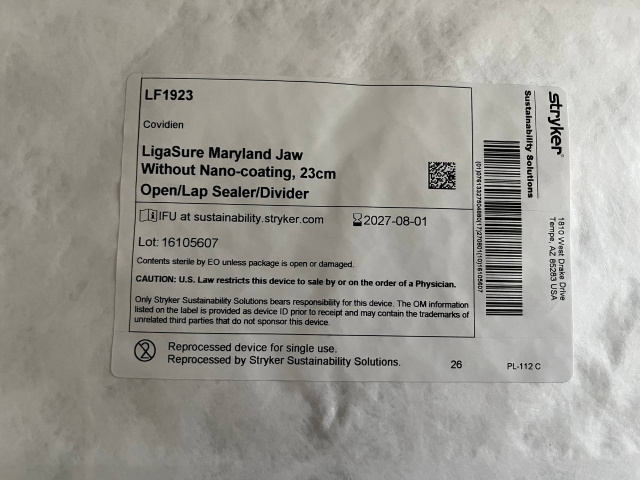 LF1923
Covidien
LigaSure Maryland Jaw
Without Nano-coating, 23cm
Open/Lap Sealer/Divider
IFU at sustainability.stryker.com
2027-08-01
Lot: 16105607
Contents sterile by EO unless package is open or damaged.
CAUTION: U.S. Law restricts this device to sale by or on the order of a Physician.
Only Stryker Sustainability Solutions bears responsibility for this device. The OM information
listed on the label is provided as device ID prior to receipt and may contain the trademarks of
unrelated third parties that do not sponsor this device.
Reprocessed device for single use.
Reprocessed by Stryker Sustainability Solutions.
26
PL-112 C
stryker
Sustainability Solutions
1810 West Drake Drive
Tempe, AZ 85283 USA